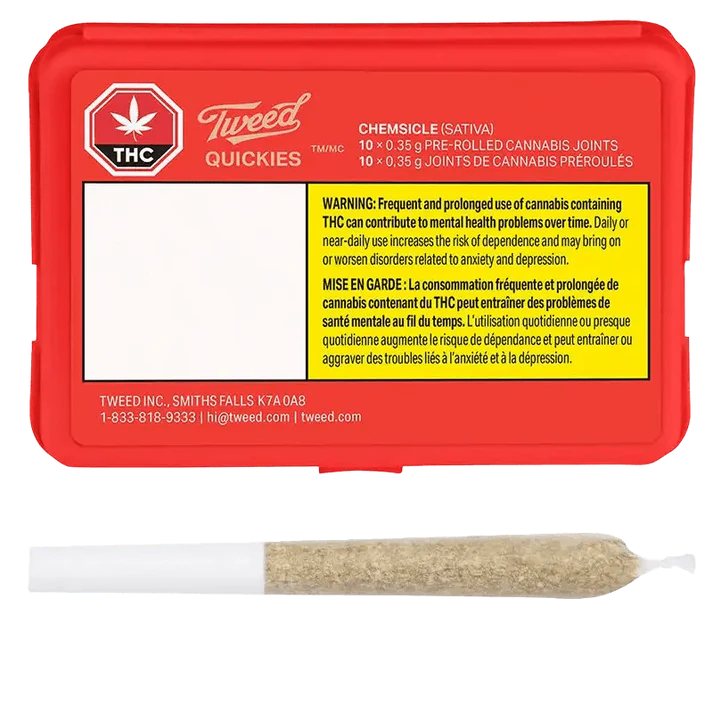 THC
Tweed
QUICKIES TM/MC
CHEMSICLE (SATIVA)
10 × 0.35 g PRE-ROLLED CANNABIS JOINTS
10 × 0,35 g JOINTS DE CANNABIS PRÉROULÉS
WARNING: Frequent and prolonged use of cannabis containing
THC can contribute to mental health problems over time. Daily or
near-daily use increases the risk of dependence and may bring on
or worsen disorders related to anxiety and depression.
MISE EN GARDE : La consommation fréquente et prolongée de
cannabis contenant du THC peut entraîner des problèmes de
santé mentale au fil du temps. L'utilisation quotidienne ou presque
quotidienne augmente le risque de dépendance et peut entraîner ou
aggraver des troubles liés à l'anxiété et à la dépression.
TWEED INC., SMITHS FALLS K7A 0A8
1-833-818-9333 | hi@tweed.com | tweed.com